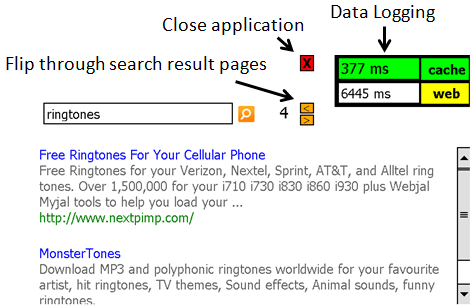 Close application
Data Logging
Flip through search result pages
X
377 ms cache
6445 ms web
ringtones
4
<
>
Free Ringtones For Your Cellular Phone
Free Ringtones for your Verizon, Nextel, Sprint, AT&T, and Alltel ring
tones. Over 1,500,000 for your i710 i730 i830 i860 i930 plus Webjal
Myjal tools to help you load your ...
http://www.nextpimp.com/
MonsterTones
Download MP3 and polyphonic ringtones worldwide for your favourite
artist, hit ringtones, TV themes, Sound effects, Animal sounds, funny
ringtones.